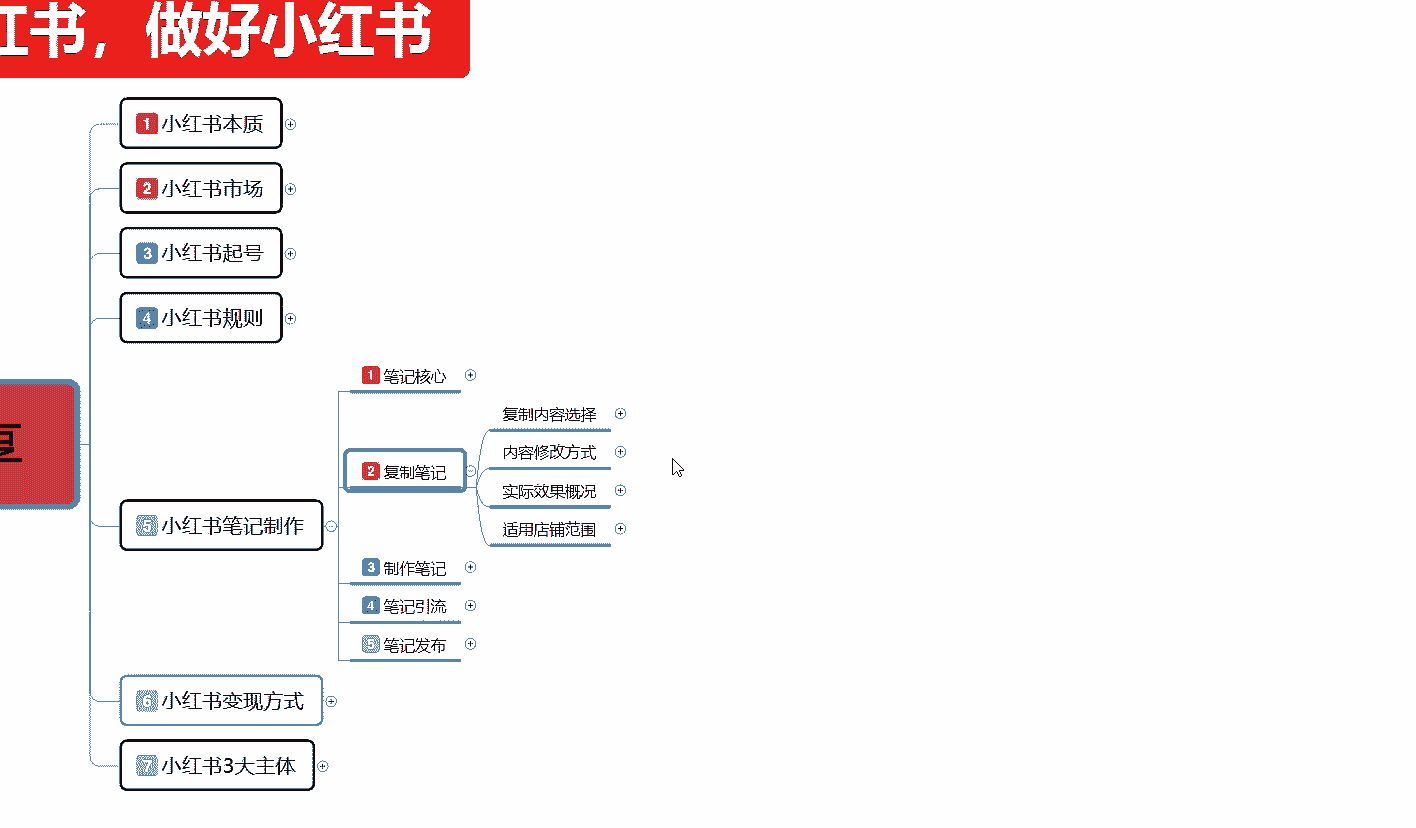 红书，做好小红书
1 小红书本质
2 小红书市场
3 小红书起号
4 小红书规则
5 小红书笔记制作
1 笔记核心
2 复制笔记
复制内容选择
内容修改方式
实际效果概况
适用店铺范围
3 制作笔记
4 笔记引流
5 笔记发布
6 小红书变现方式
7 小红书3大主体